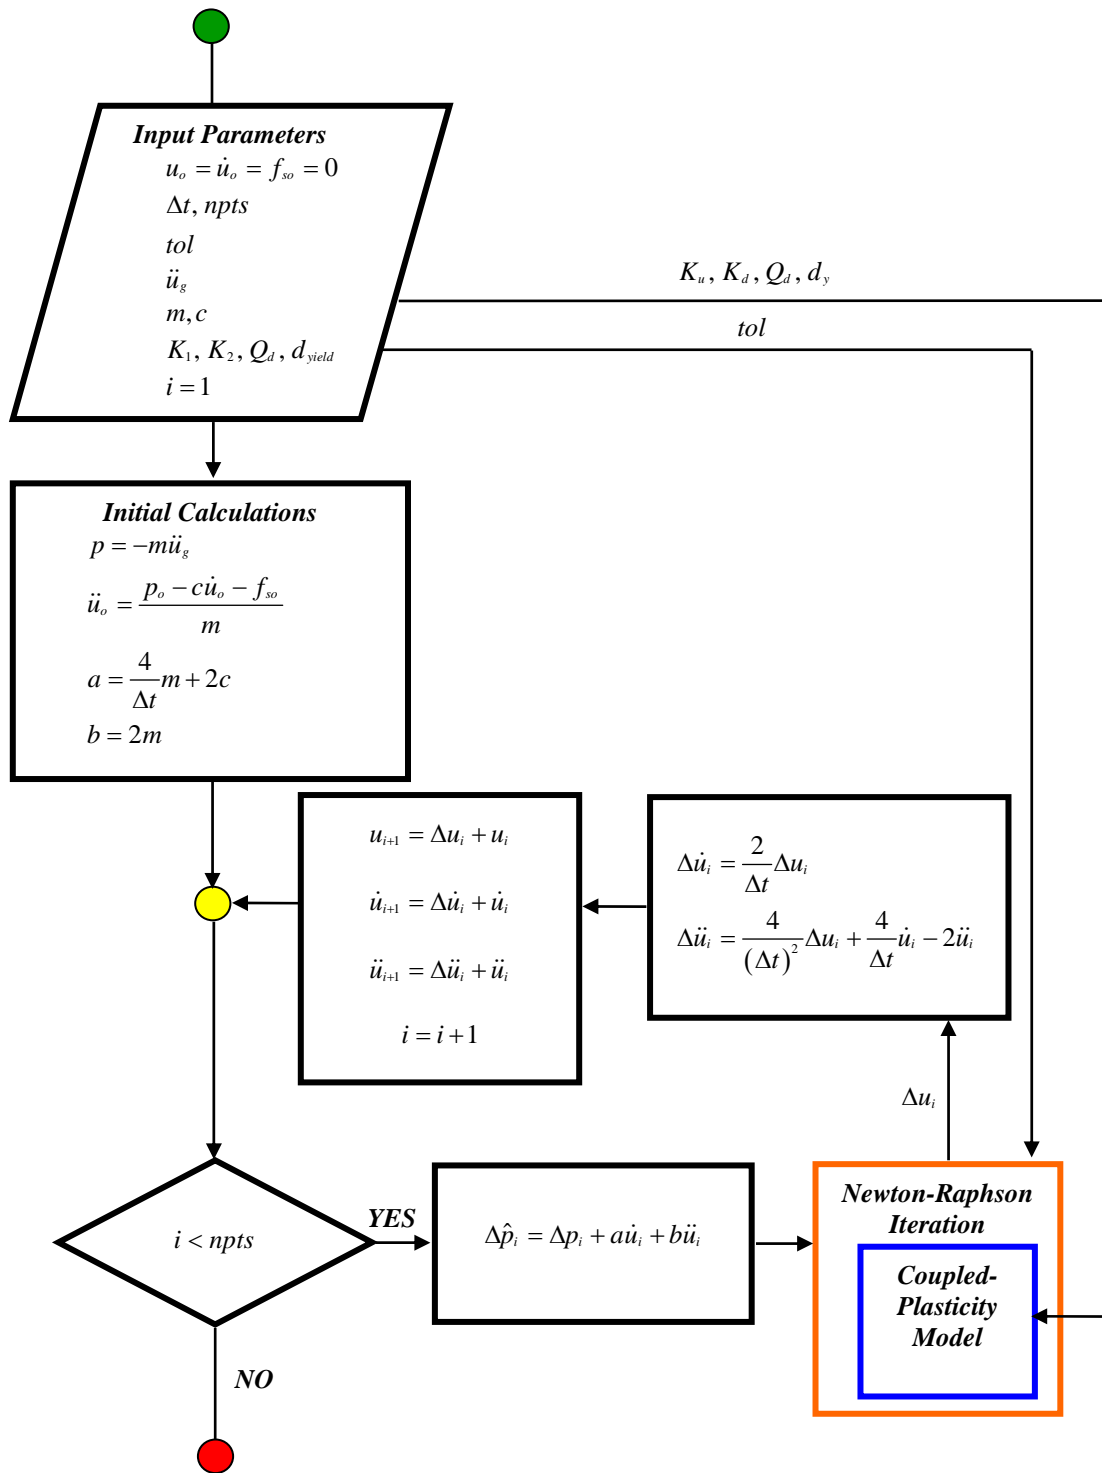 Input Parameters
u_o = u̇_o = f_so = 0
Δt, npts
tol
ü_g
m, c
K_1, K_2, Q_d, d_yield
i = 1
K_u, K_d, Q_d, d_y
tol
Initial Calculations
p = −mü_g
ü_o = (p_o − cu̇_o − f_so) / m
a = (4/Δt)m + 2c
b = 2m
u_{i+1} = Δu_i + u_i
u̇_{i+1} = Δu̇_i + u̇_i
ü_{i+1} = Δü_i + ü_i
i = i + 1
Δu̇_i = (2/Δt)Δu_i
Δü_i = (4/(Δt)^2)Δu_i + (4/Δt)u̇_i − 2ü_i
Δu_i
i < npts
YES
NO
Δp̂_i = Δp_i + au̇_i + bü_i
Newton-Raphson
Iteration
Coupled-
Plasticity
Model